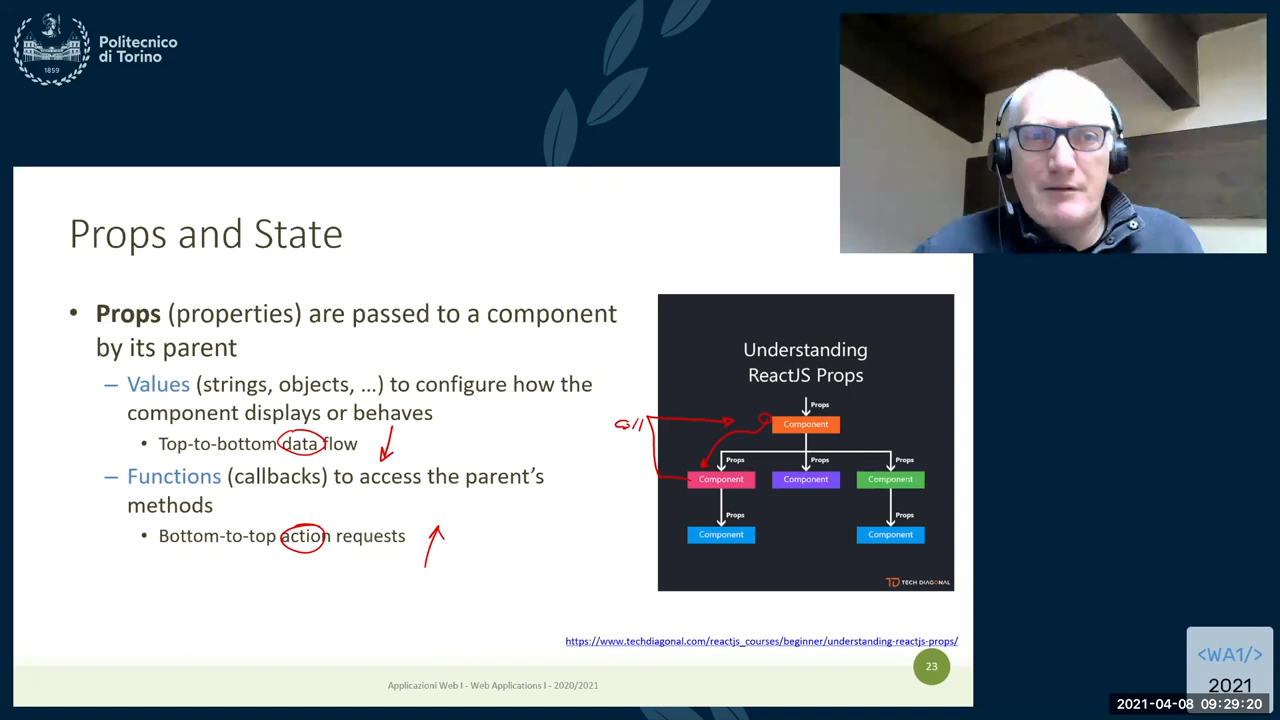 Politecnico
di Torino
1859
Props and State
• Props (properties) are passed to a component
by its parent
– Values (strings, objects, …) to configure how the
component displays or behaves
• Top-to-bottom data flow
– Functions (callbacks) to access the parent's
methods
• Bottom-to-top action requests
call
Understanding
ReactJS Props
Props
Component
Props Props Props
Component Component Component
Props Props
Component Component
TD TECH DIAGONAL
https://www.techdiagonal.com/reactjs_courses/beginner/understanding-reactjs-props/
23
Applicazioni Web I - Web Applications I - 2020/2021
<WA1/>
2021
2021-04-08 09:29:20